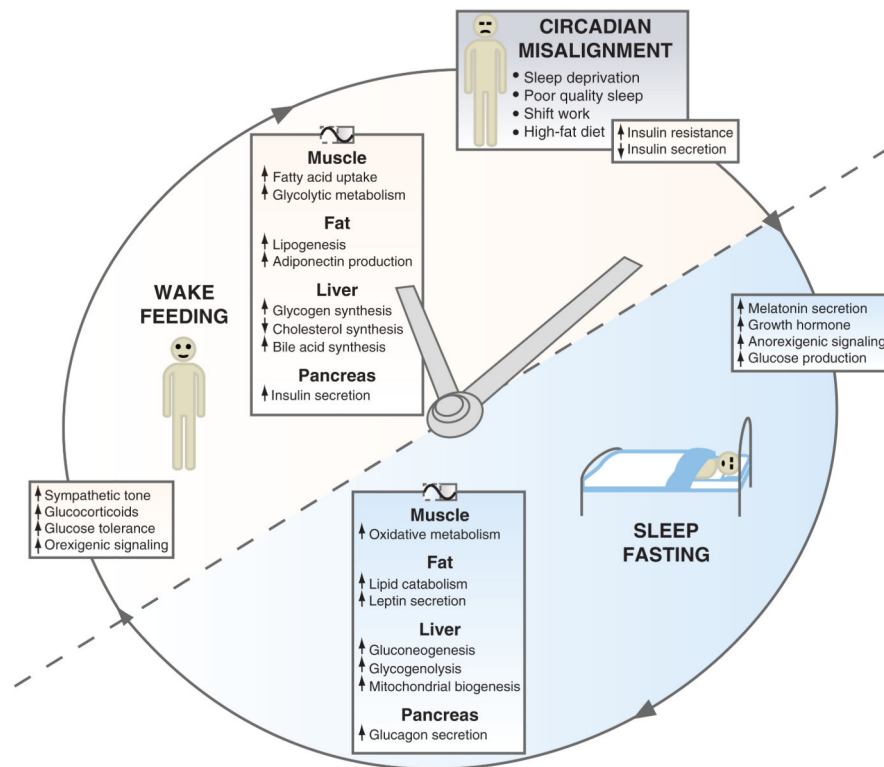 CIRCADIAN
MISALIGNMENT
• Sleep deprivation
• Poor quality sleep
• Shift work
• High-fat diet
↑ Insulin resistance
↓ Insulin secretion
Muscle
↑ Fatty acid uptake
↑ Glycolytic metabolism
Fat
↑ Lipogenesis
↑ Adiponectin production
Liver
↑ Glycogen synthesis
↓ Cholesterol synthesis
↑ Bile acid synthesis
Pancreas
↑ Insulin secretion
WAKE
FEEDING
↑ Sympathetic tone
↑ Glucocorticoids
↑ Glucose tolerance
↑ Orexigenic signaling
↑ Melatonin secretion
↑ Growth hormone
↑ Anorexigenic signaling
↑ Glucose production
SLEEP
FASTING
Muscle
↑ Oxidative metabolism
Fat
↑ Lipid catabolism
↑ Leptin secretion
Liver
↑ Gluconeogenesis
↑ Glycogenolysis
↑ Mitochondrial biogenesis
Pancreas
↑ Glucagon secretion